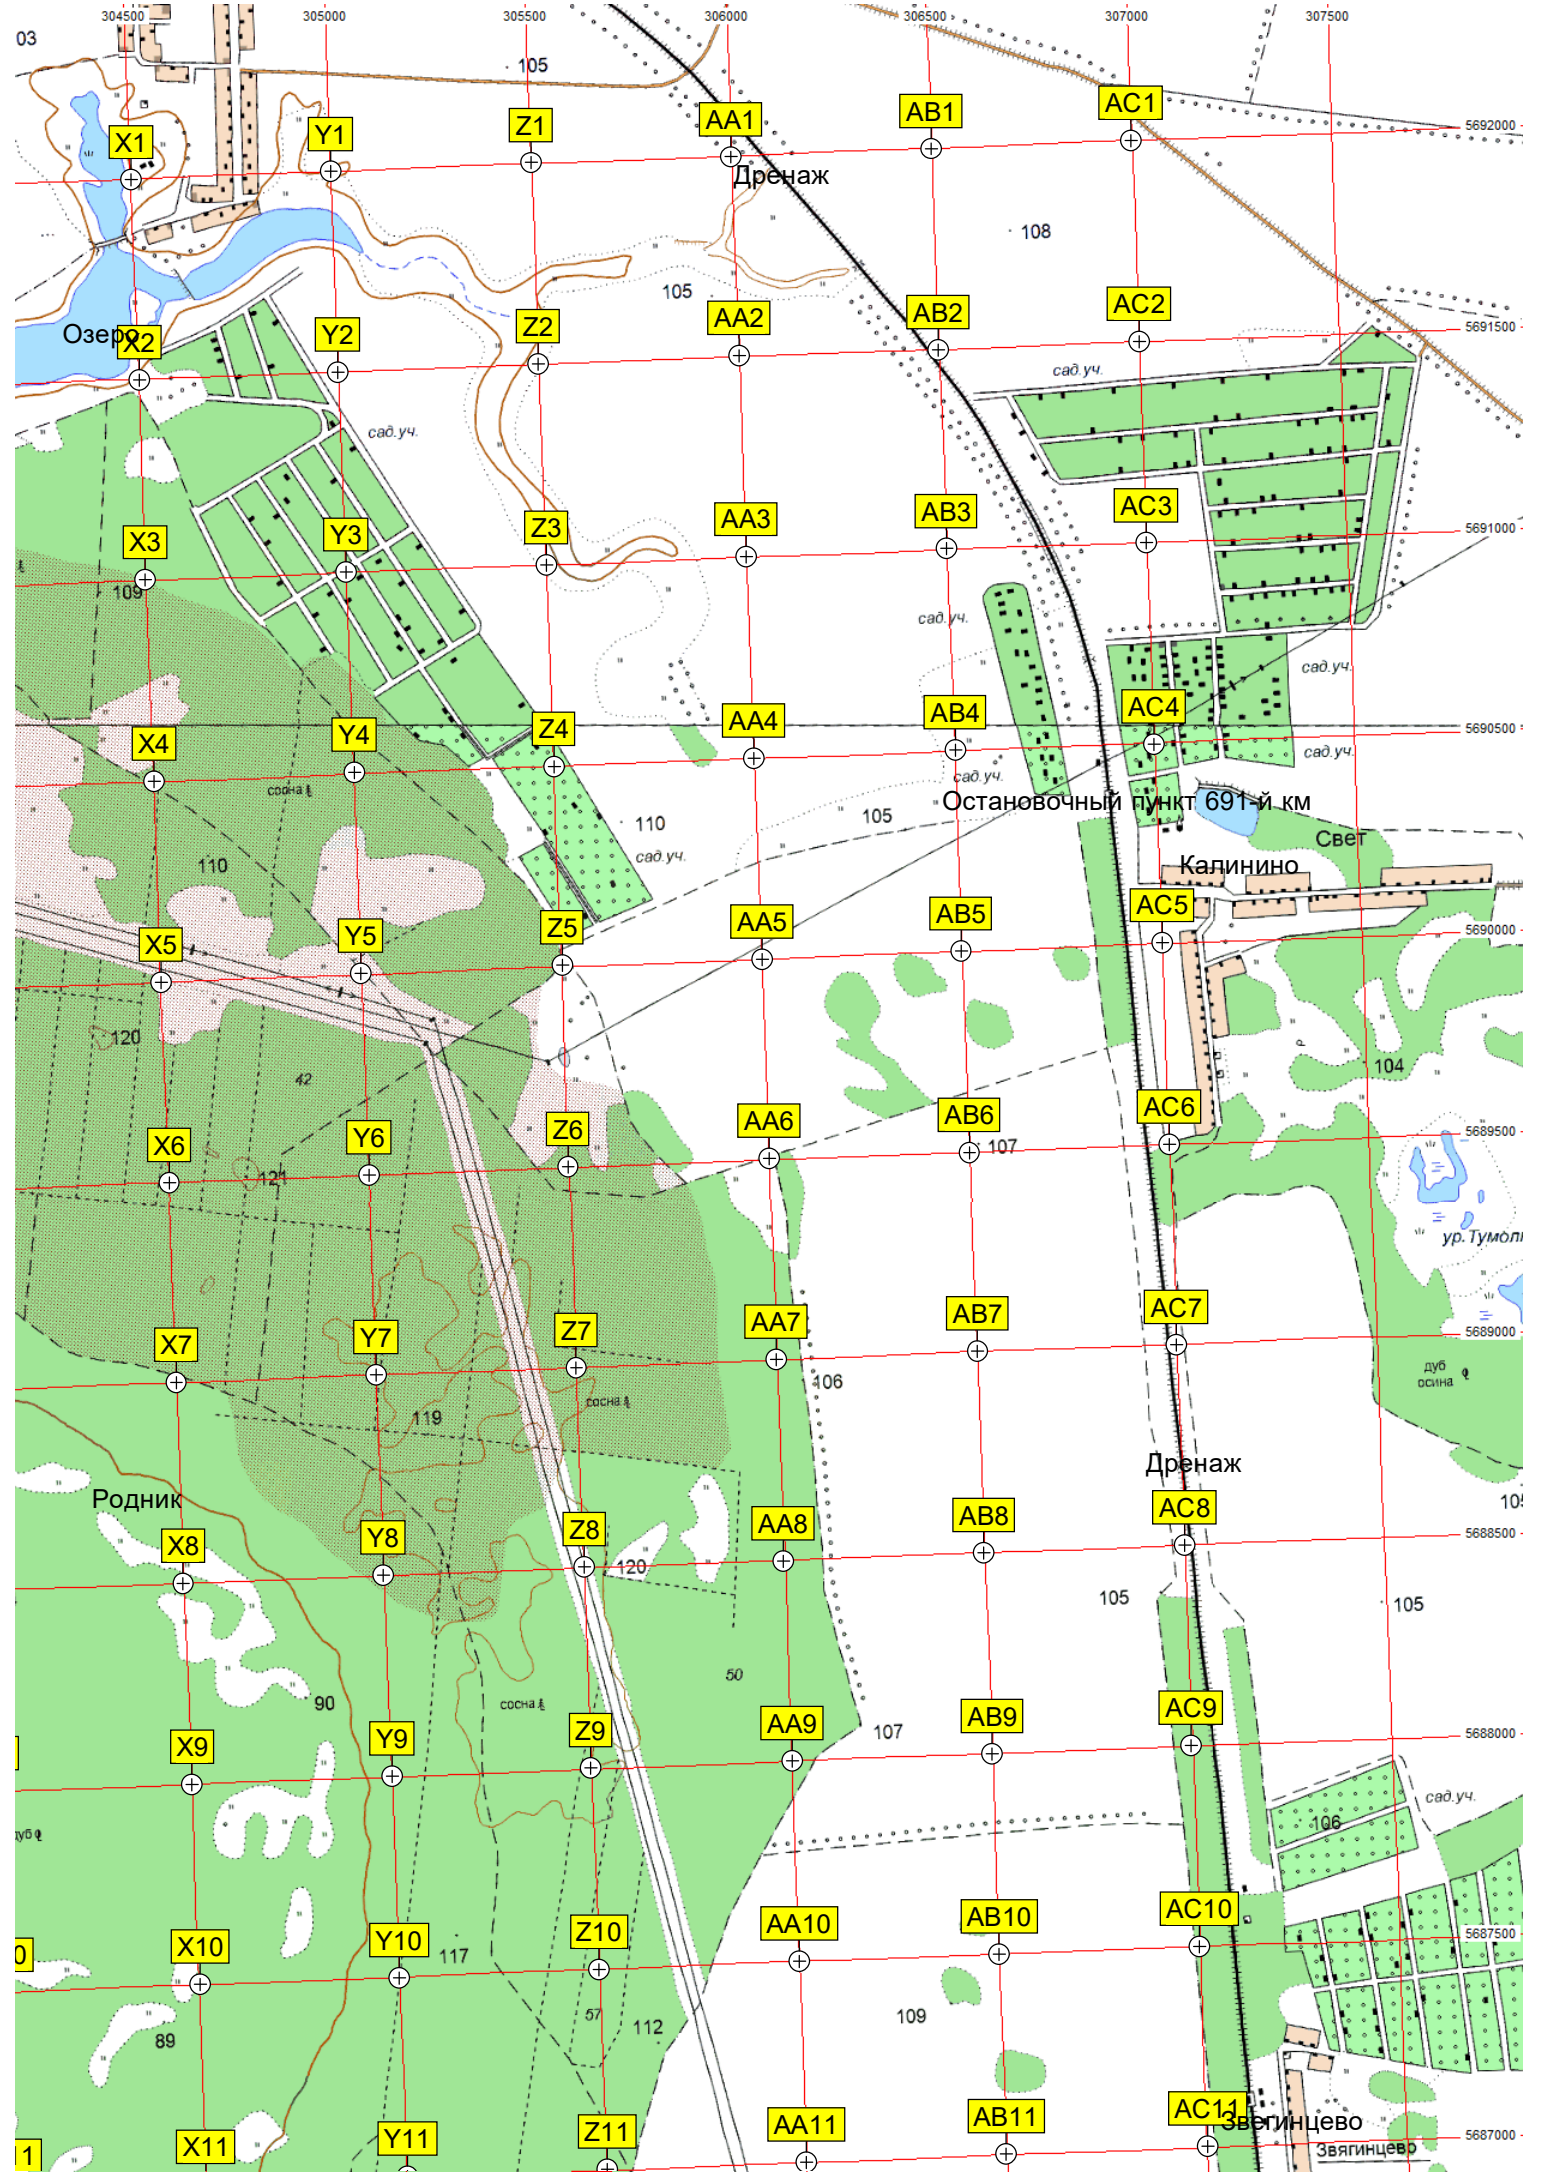 304500 305000 305500 306000 306500 307000 307500
03
105
X1 Y1 Z1 AA1 AB1 AC1
5692000
Дренаж
108
105
Озеро
X2 Y2 Z2 AA2 AB2 AC2
5691500
сад.уч.
сад.уч.
X3 Y3 Z3 AA3 AB3 AC3
5691000
109
сад.уч.
сад.уч.
X4 Y4 Z4 AA4 AB4 AC4
5690500
сад.уч.
сад.уч.
сосна
Остановочный пункт 691-й км
110
105
Свет
сад.уч.
110
Калинино
X5 Y5 Z5 AA5 AB5 AC5
5690000
120
104
42
X6 Y6 Z6 AA6 AB6 AC6
5689500
107
121
X7 Y7 Z7 AA7 AB7 AC7
5689000
дуб
осина
106
сосна
119
Дренаж
Родник
X8 Y8 Z8 AA8 AB8 AC8
5688500
120
105
105
50
90
сосна
X9 Y9 Z9 AA9 AB9 AC9
5688000
107
сад.уч.
106
X10 Y10 Z10 AA10 AB10 AC10
5687500
117
57
112
109
89
X11 Y11 Z11 AA11 AB11 AC11
Звегинцево
5687000
Звягинцево